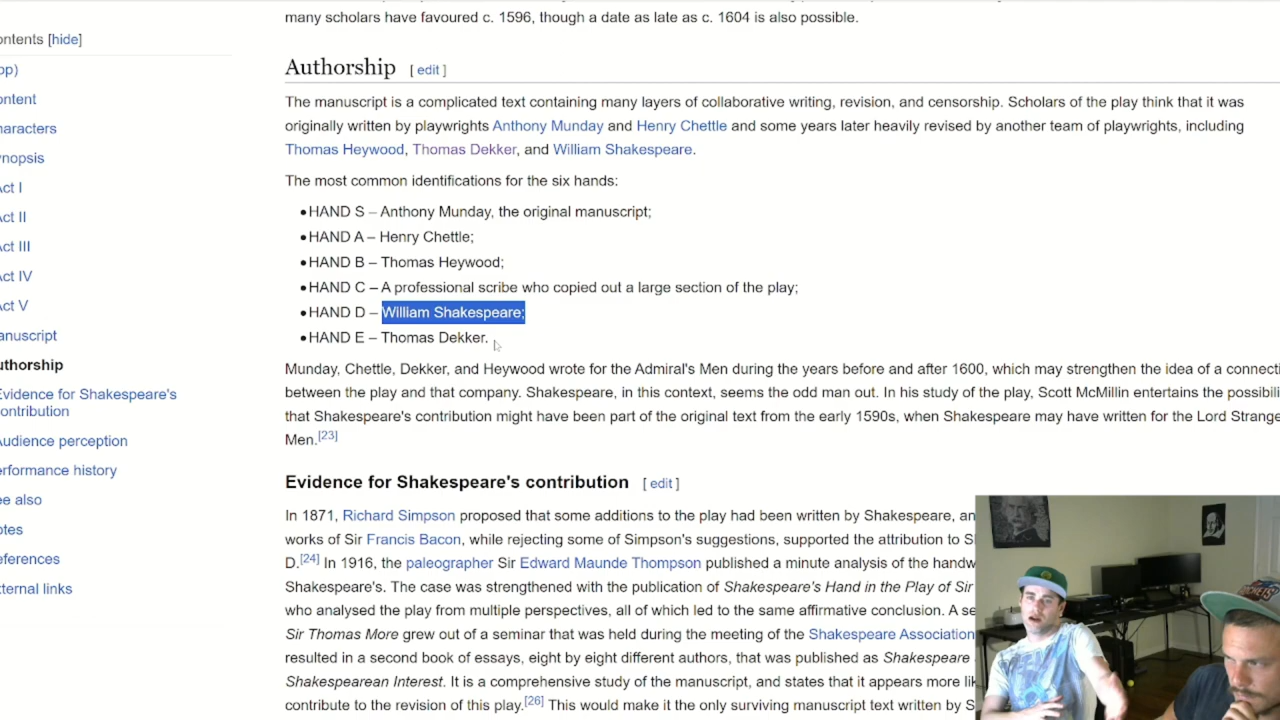 many scholars have favoured c. 1596, though a date as late as c. 1604 is also possible.
ontents [hide]
op)
ontent
haracters
ynopsis
ct I
ct II
ct III
ct IV
ct V
anuscript
uthorship
Evidence for Shakespeare's
ontribution
Audience perception
erformance history
ee also
otes
eferences
xternal links
Authorship [ edit ]
The manuscript is a complicated text containing many layers of collaborative writing, revision, and censorship. Scholars of the play think that it was
originally written by playwrights Anthony Munday and Henry Chettle and some years later heavily revised by another team of playwrights, including
Thomas Heywood, Thomas Dekker, and William Shakespeare.
The most common identifications for the six hands:
•HAND S – Anthony Munday, the original manuscript;
•HAND A – Henry Chettle;
•HAND B – Thomas Heywood;
•HAND C – A professional scribe who copied out a large section of the play;
•HAND D – William Shakespeare;
•HAND E – Thomas Dekker.
Munday, Chettle, Dekker, and Heywood wrote for the Admiral's Men during the years before and after 1600, which may strengthen the idea of a connecti
between the play and that company. Shakespeare, in this context, seems the odd man out. In his study of the play, Scott McMillin entertains the possibili
that Shakespeare's contribution might have been part of the original text from the early 1590s, when Shakespeare may have written for the Lord Strange
Men.[23]
Evidence for Shakespeare's contribution [ edit ]
In 1871, Richard Simpson proposed that some additions to the play had been written by Shakespeare, an
works of Sir Francis Bacon, while rejecting some of Simpson's suggestions, supported the attribution to S
D.[24] In 1916, the paleographer Sir Edward Maunde Thompson published a minute analysis of the handw
Shakespeare's. The case was strengthened with the publication of Shakespeare's Hand in the Play of Sir
who analysed the play from multiple perspectives, all of which led to the same affirmative conclusion. A se
Sir Thomas More grew out of a seminar that was held during the meeting of the Shakespeare Association
resulted in a second book of essays, eight by eight different authors, that was published as Shakespeare
Shakespearean Interest. It is a comprehensive study of the manuscript, and states that it appears more lik
contribute to the revision of this play.[26] This would make it the only surviving manuscript text written by S